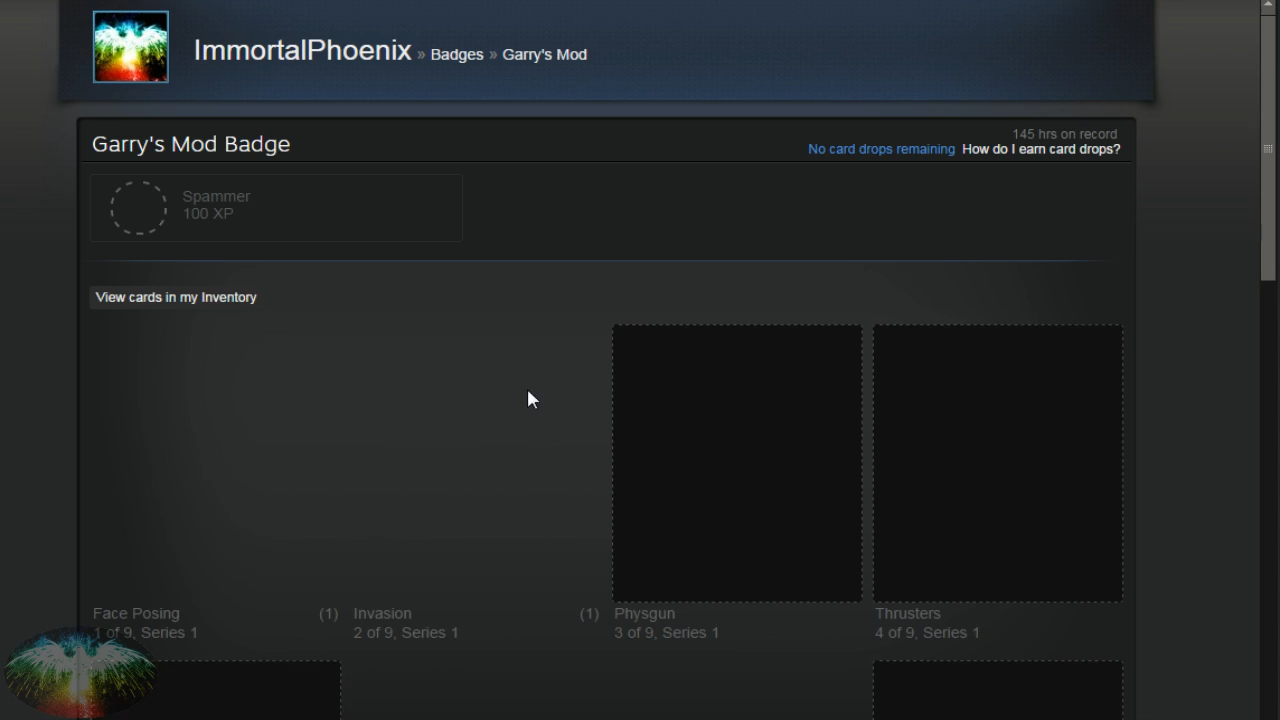 ImmortalPhoenix » Badges » Garry's Mod
Garry's Mod Badge
145 hrs on record
No card drops remaining How do I earn card drops?
Spammer
100 XP
View cards in my Inventory
Face Posing (1)
1 of 9, Series 1
Invasion (1)
2 of 9, Series 1
Physgun
3 of 9, Series 1
Thrusters
4 of 9, Series 1